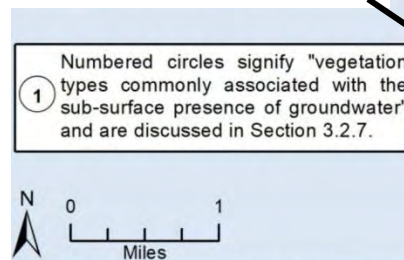 Numbered circles signify "vegetation
1 types commonly associated with the
sub-surface presence of groundwater"
and are discussed in Section 3.2.7.
N 0 1
Miles